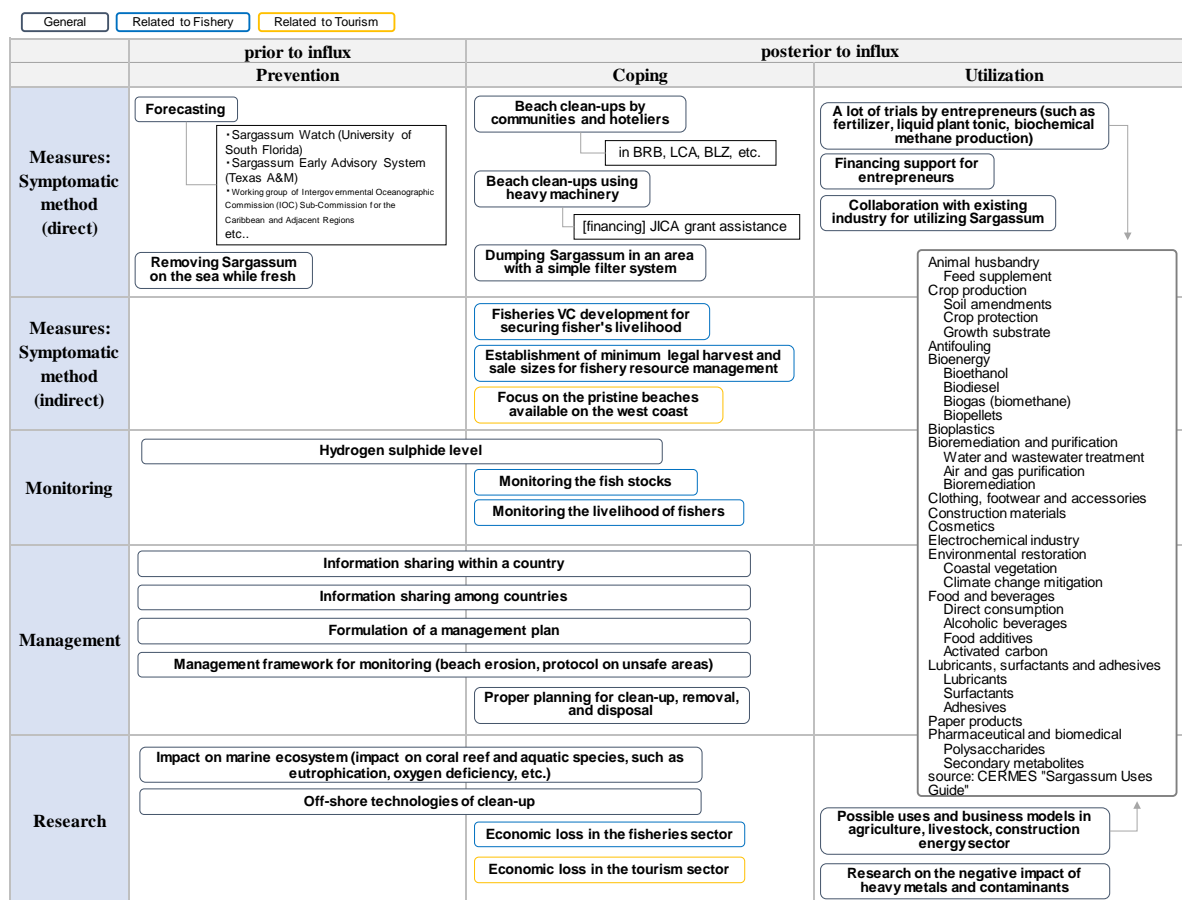 General
Related to Fishery
Related to Tourism
prior to influx
posterior to influx
Prevention
Coping
Utilization
Measures:
Symptomatic
method
(direct)
Forecasting
・Sargassum Watch (University of
South Florida)
・Sargassum Early Advisory System
(Texas A&M)
・Working group of Intergovernmental Oceanographic
Commission (IOC) Sub-Commission for the
Caribbean and Adjacent Regions
etc..
Removing Sargassum
on the sea while fresh
Beach clean-ups by
communities and hoteliers
in BRB, LCA, BLZ, etc.
Beach clean-ups using
heavy machinery
[financing] JICA grant assistance
Dumping Sargassum in an area
with a simple filter system
A lot of trials by entrepreneurs (such as
fertilizer, liquid plant tonic, biochemical
methane production)
Financing support for
entrepreneurs
Collaboration with existing
industry for utilizing Sargassum
Measures:
Symptomatic
method
(indirect)
Fisheries VC development for
securing fisher's livelihood
Establishment of minimum legal harvest and
sale sizes for fishery resource management
Focus on the pristine beaches
available on the west coast
Monitoring
Hydrogen sulphide level
Monitoring the fish stocks
Monitoring the livelihood of fishers
Management
Information sharing within a country
Information sharing among countries
Formulation of a management plan
Management framework for monitoring (beach erosion, protocol on unsafe areas)
Proper planning for clean-up, removal,
and disposal
Animal husbandry
Feed supplement
Crop production
Soil amendments
Crop protection
Growth substrate
Antifouling
Bioenergy
Bioethanol
Biodiesel
Biogas (biomethane)
Biopellets
Bioplastics
Bioremediation and purification
Water and wastewater treatment
Air and gas purification
Bioremediation
Clothing, footwear and accessories
Construction materials
Cosmetics
Electrochemical industry
Environmental restoration
Coastal vegetation
Climate change mitigation
Food and beverages
Direct consumption
Alcoholic beverages
Food additives
Activated carbon
Lubricants, surfactants and adhesives
Lubricants
Surfactants
Adhesives
Paper products
Pharmaceutical and biomedical
Polysaccharides
Secondary metabolites
source: CERMES "Sargassum Uses
Guide"
Research
Impact on marine ecosystem (impact on coral reef and aquatic species, such as
eutrophication, oxygen deficiency, etc.)
Off-shore technologies of clean-up
Economic loss in the fisheries sector
Economic loss in the tourism sector
Possible uses and business models in
agriculture, livestock, construction
energy sector
Research on the negative impact of
heavy metals and contaminants